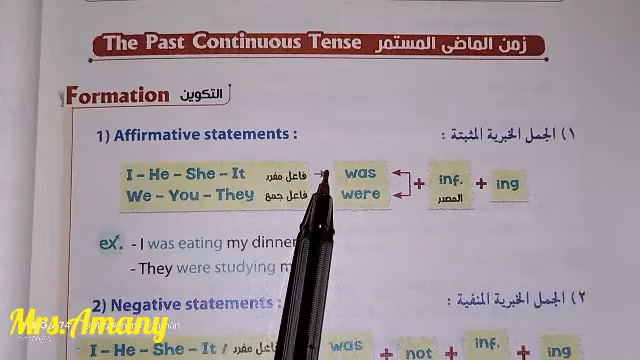 The Past Continuous Tense زمن الماضى المستمر
Formation التكوين
1) Affirmative statements : ١) الجمل الخبرية المثبتة :
I – He – She – It فاعل مفرد → was
We – You – They فاعل جمع were
+ inf. المصدر + ing
ex. - I was eating my dinner
- They were studying m
2) Negative statements : ٢) الجمل الخبرية المنفية :
Mrs.Amany
I – He – She – It / فاعل مفرد was + not + inf. + ing